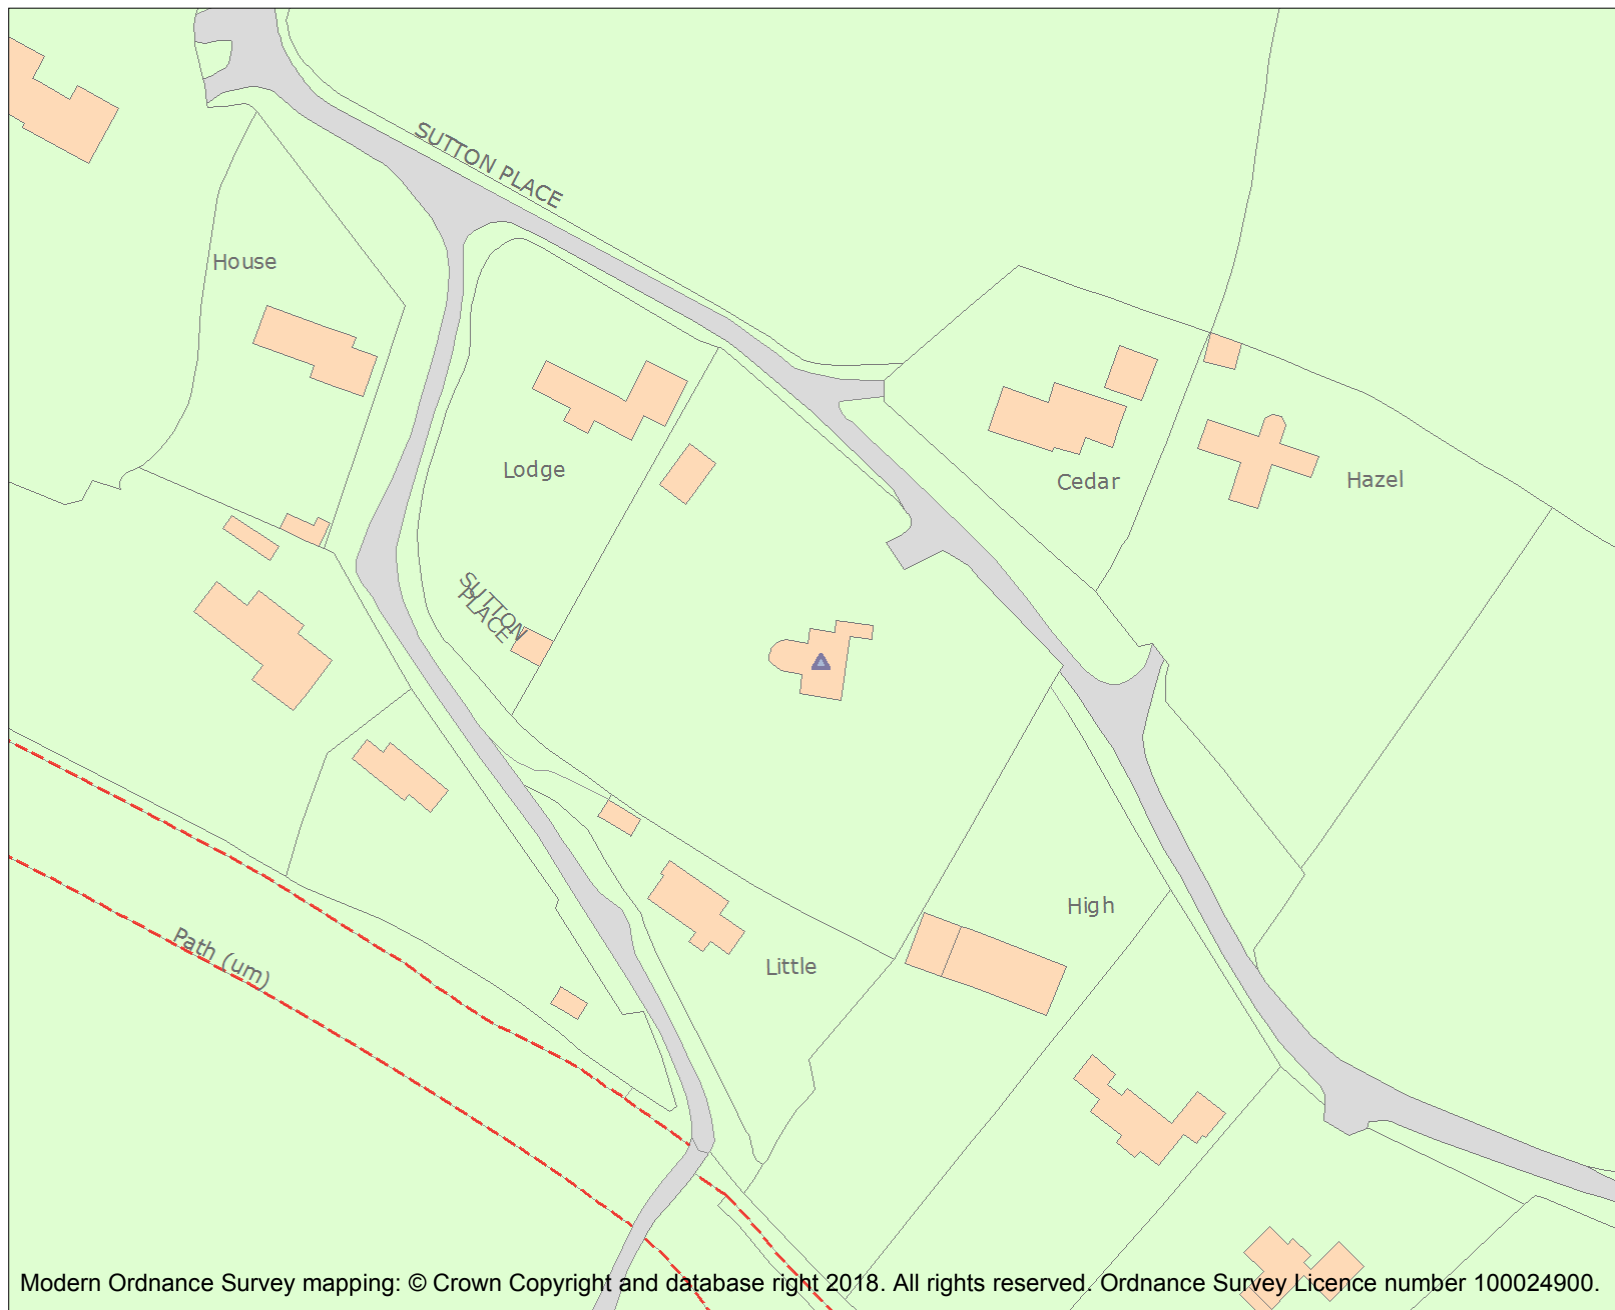 SUTTON PLACE
House
Lodge
Cedar
Hazel
SUTTON
PLACE
High
Little
Path (um)
Modern Ordnance Survey mapping: © Crown Copyright and database right 2018. All rights reserved. Ordnance Survey Licence number 100024900.